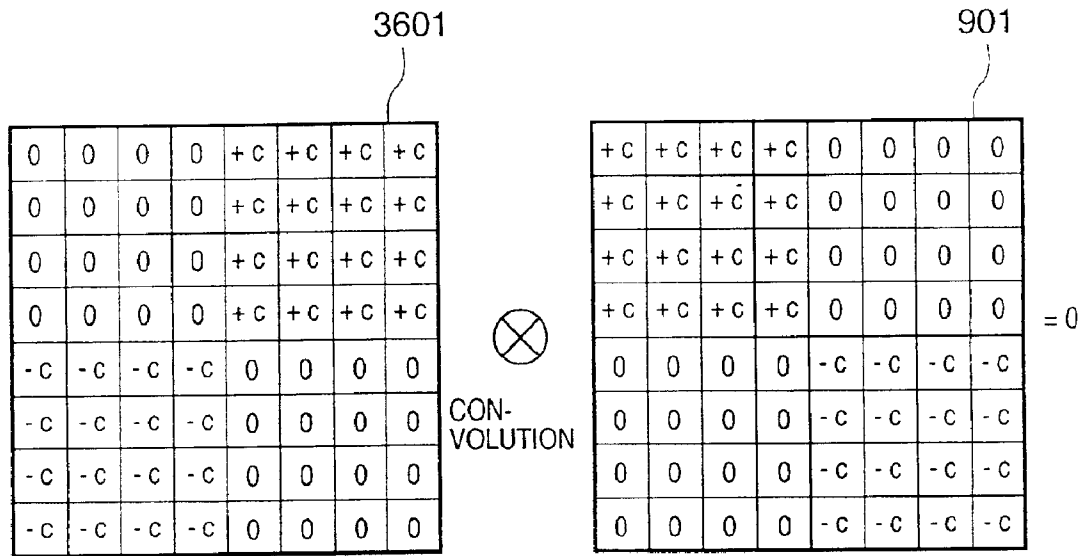 3601 901
0 0 0 0 +C +C +C +C +C +C +C +C 0 0 0 0
0 0 0 0 +C +C +C +C +C +C +C +C 0 0 0 0
0 0 0 0 +C +C +C +C +C +C +C +C 0 0 0 0
0 0 0 0 +C +C +C +C +C +C +C +C 0 0 0 0
= 0
-C -C -C -C 0 0 0 0 0 0 0 0 -C -C -C -C
CON-
VOLUTION
-C -C -C -C 0 0 0 0 0 0 0 0 -C -C -C -C
-C -C -C -C 0 0 0 0 0 0 0 0 -C -C -C -C
-C -C -C -C 0 0 0 0 0 0 0 0 -C -C -C -C